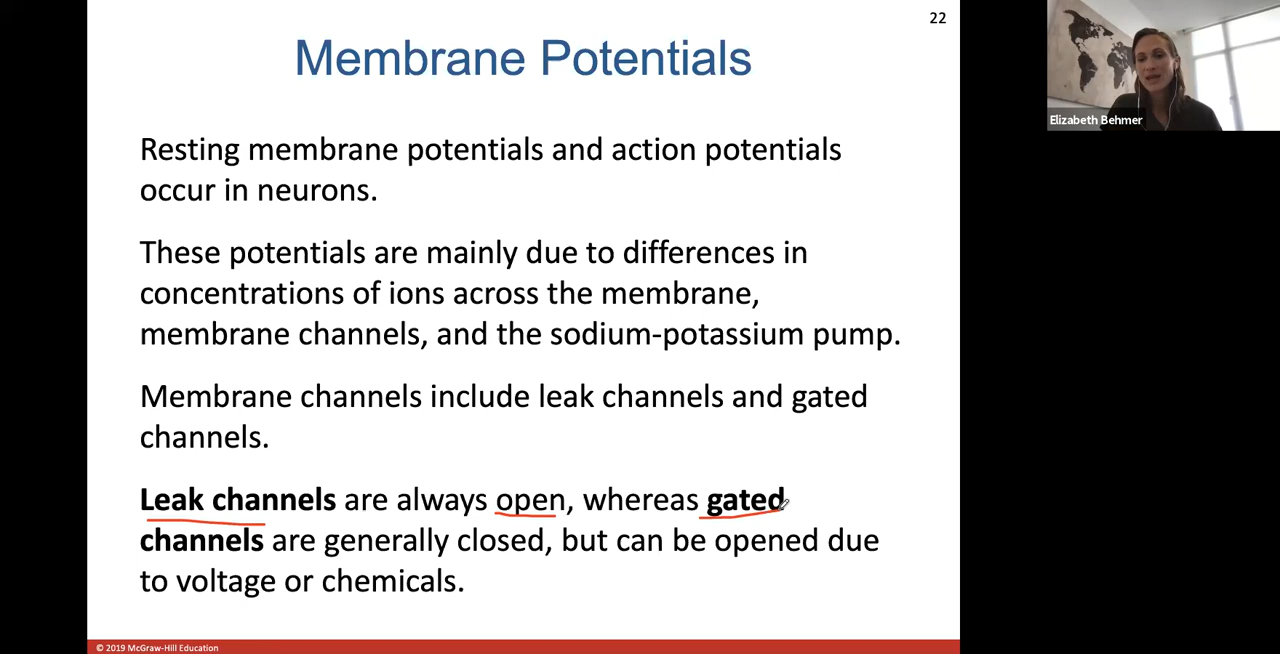 22
Membrane Potentials
Elizabeth Behmer
Resting membrane potentials and action potentials
occur in neurons.
These potentials are mainly due to differences in
concentrations of ions across the membrane,
membrane channels, and the sodium-potassium pump.
Membrane channels include leak channels and gated
channels.
Leak channels are always open, whereas gated
channels are generally closed, but can be opened due
to voltage or chemicals.
© 2019 McGraw-Hill Education